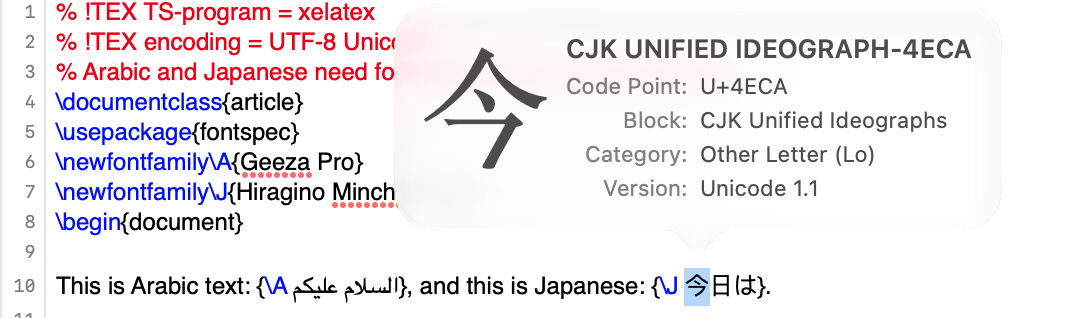 1 % !TEX TS-program = xelatex
2 % !TEX encoding = UTF-8
3 % Arabic and Japanese need
4 \documentclass{article}
5 \usepackage{fontspec}
6 \newfontfamily\A{Geeza Pro}
7 \newfontfamily\J{Hiragino
8 \begin{document}
9
10 This is Arabic text: {\A السلام عليكم}, and this is Japanese: {\J 今日は}.
11
今
CJK UNIFIED IDEOGRAPH-4ECA
Code Point: U+4ECA
Block: CJK Unified Ideographs
Category: Other Letter (Lo)
Version: Unicode 1.1